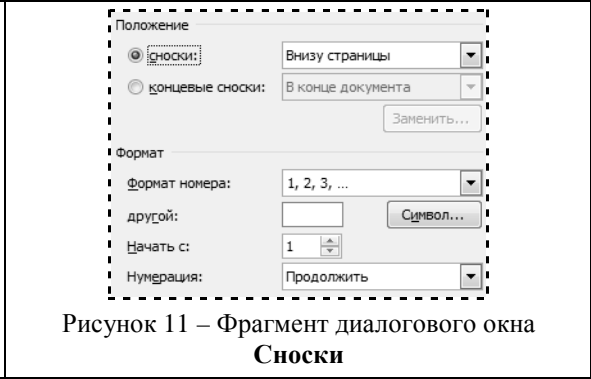 Положение
сноски: Внизу страницы
концевые сноски: В конце документа
Заменить...
Формат
Формат номера: 1, 2, 3, ...
другой: Символ...
Начать с: 1
Нумерация: Продолжить
Рисунок 11 – Фрагмент диалогового окна
Сноски